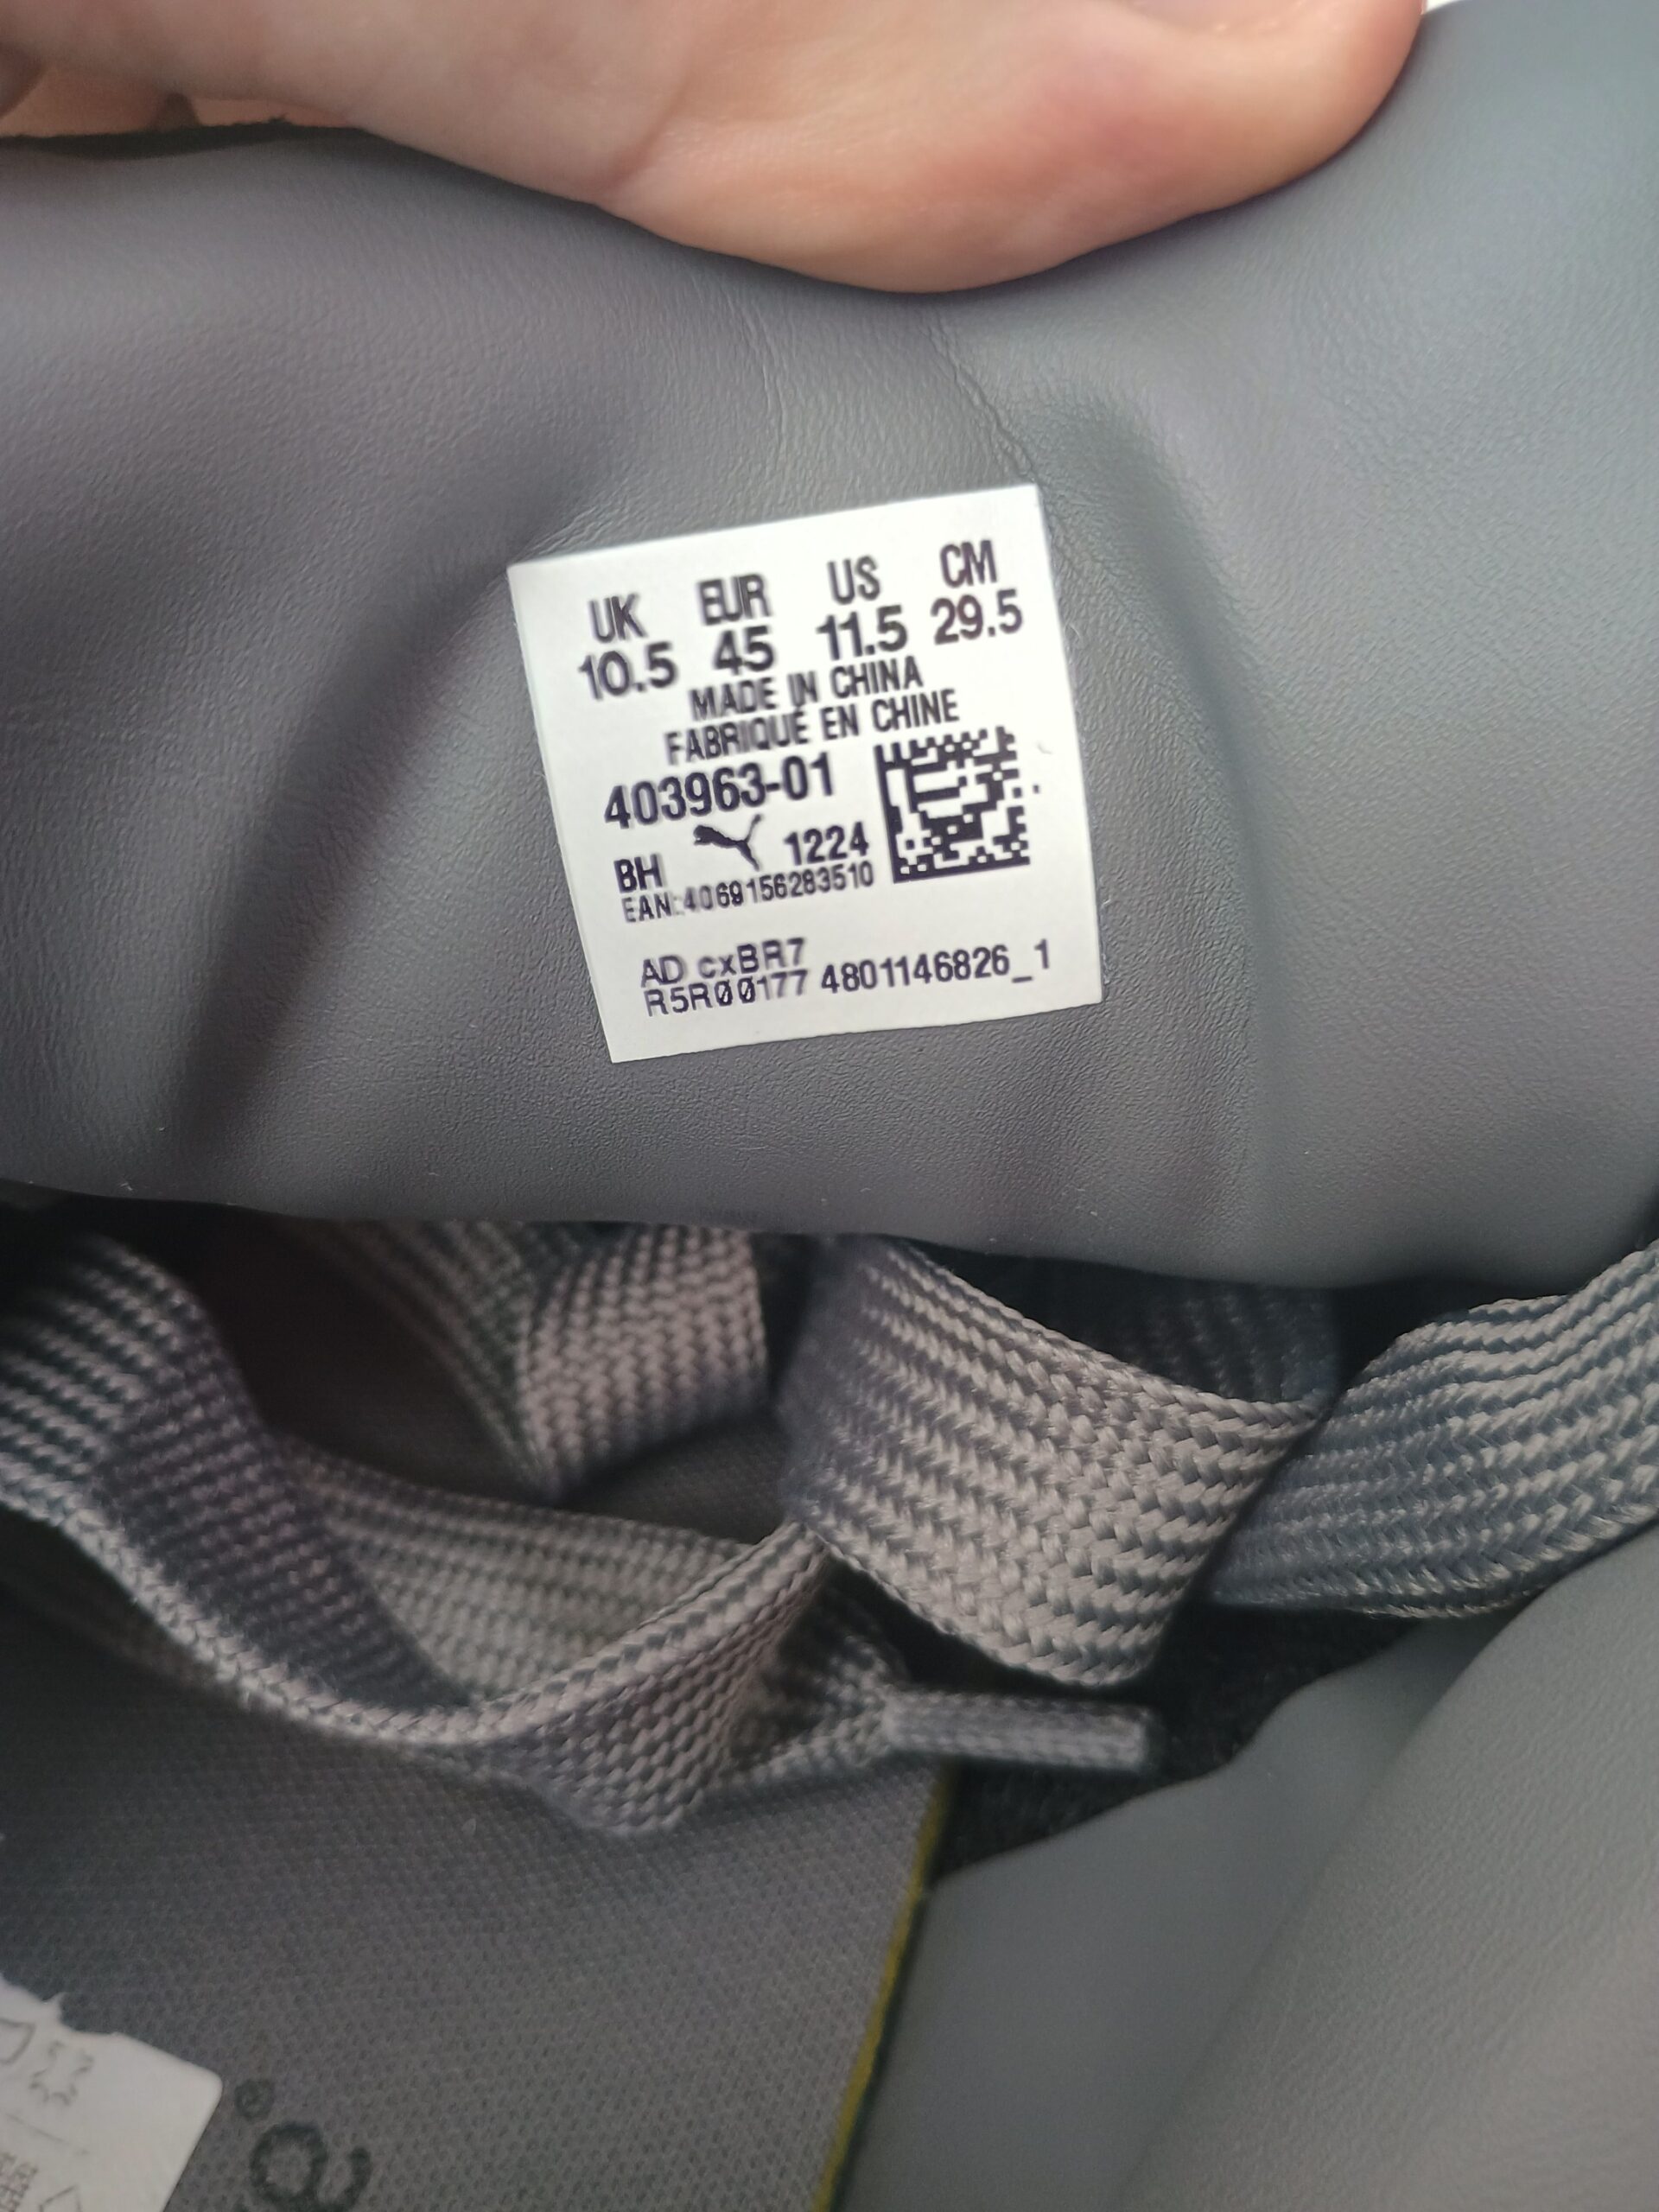 UK EUR US CM
10.5 45 11.5 29.5
MADE IN CHINA
FABRIQUÉ EN CHINE
403963-01
BH 1224
EAN:4069156283510
AD cxBR7
R5R00177 4801146826_1